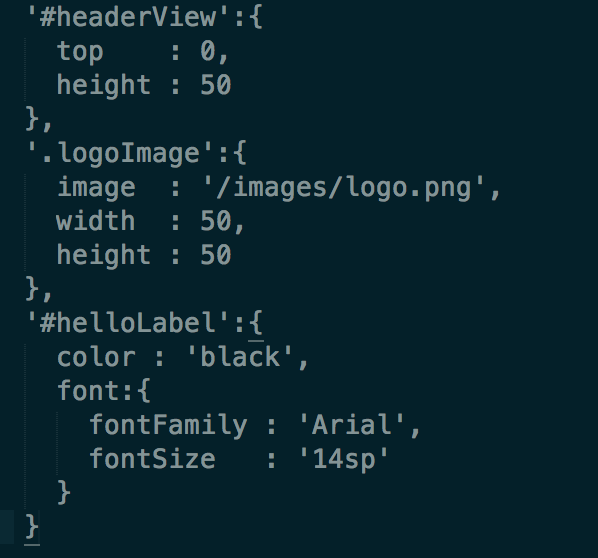 '#headerView':{
  top    : 0,
  height : 50
},
'.logoImage':{
  image  : '/images/logo.png',
  width  : 50,
  height : 50
},
'#helloLabel':{
  color : 'black',
  font:{
    fontFamily : 'Arial',
    fontSize   : '14sp'
  }
}